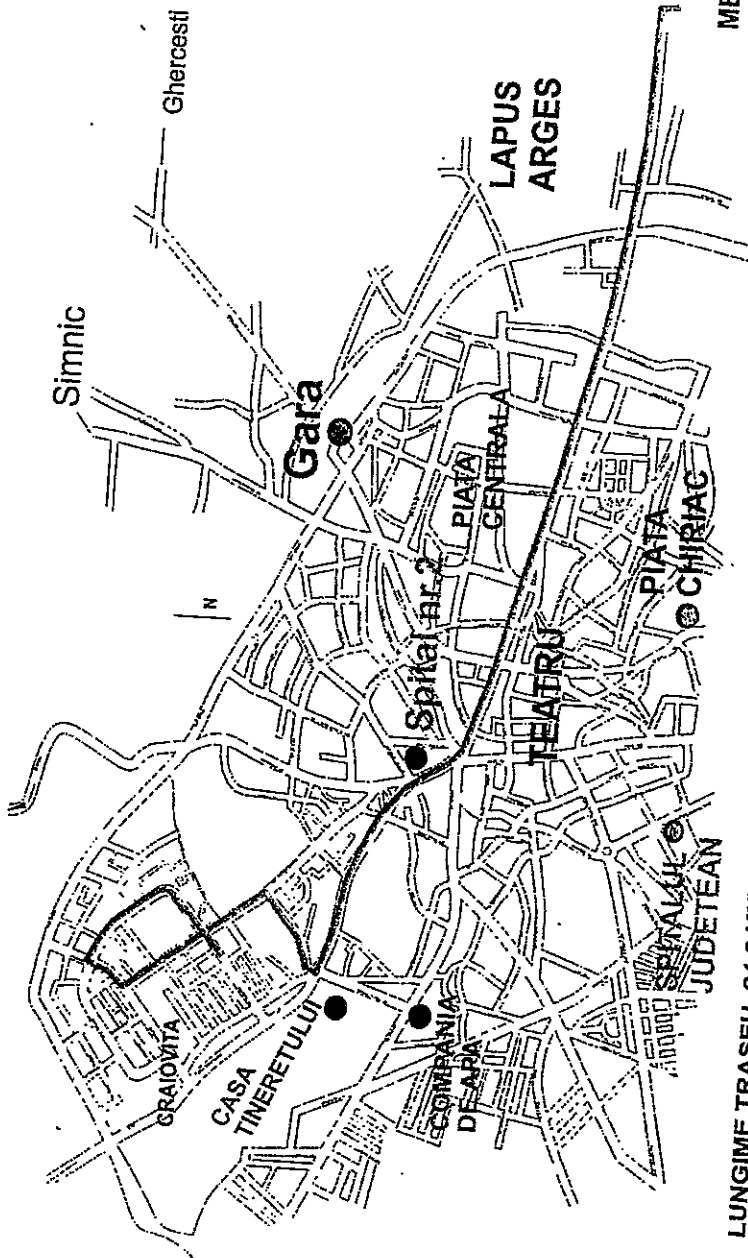 Simnic
Ghercesti
Gara
LAPUS
ARGES
N
CRAIOVITA
CASA
TINERETULUI
Spital nr.2
PIATA
CENTRALA
COMPANIA
DE APA
TEATRU
SPITALUL
JUDETEAN
PIATA
CHIRIAC
LUNGIME TRASEU